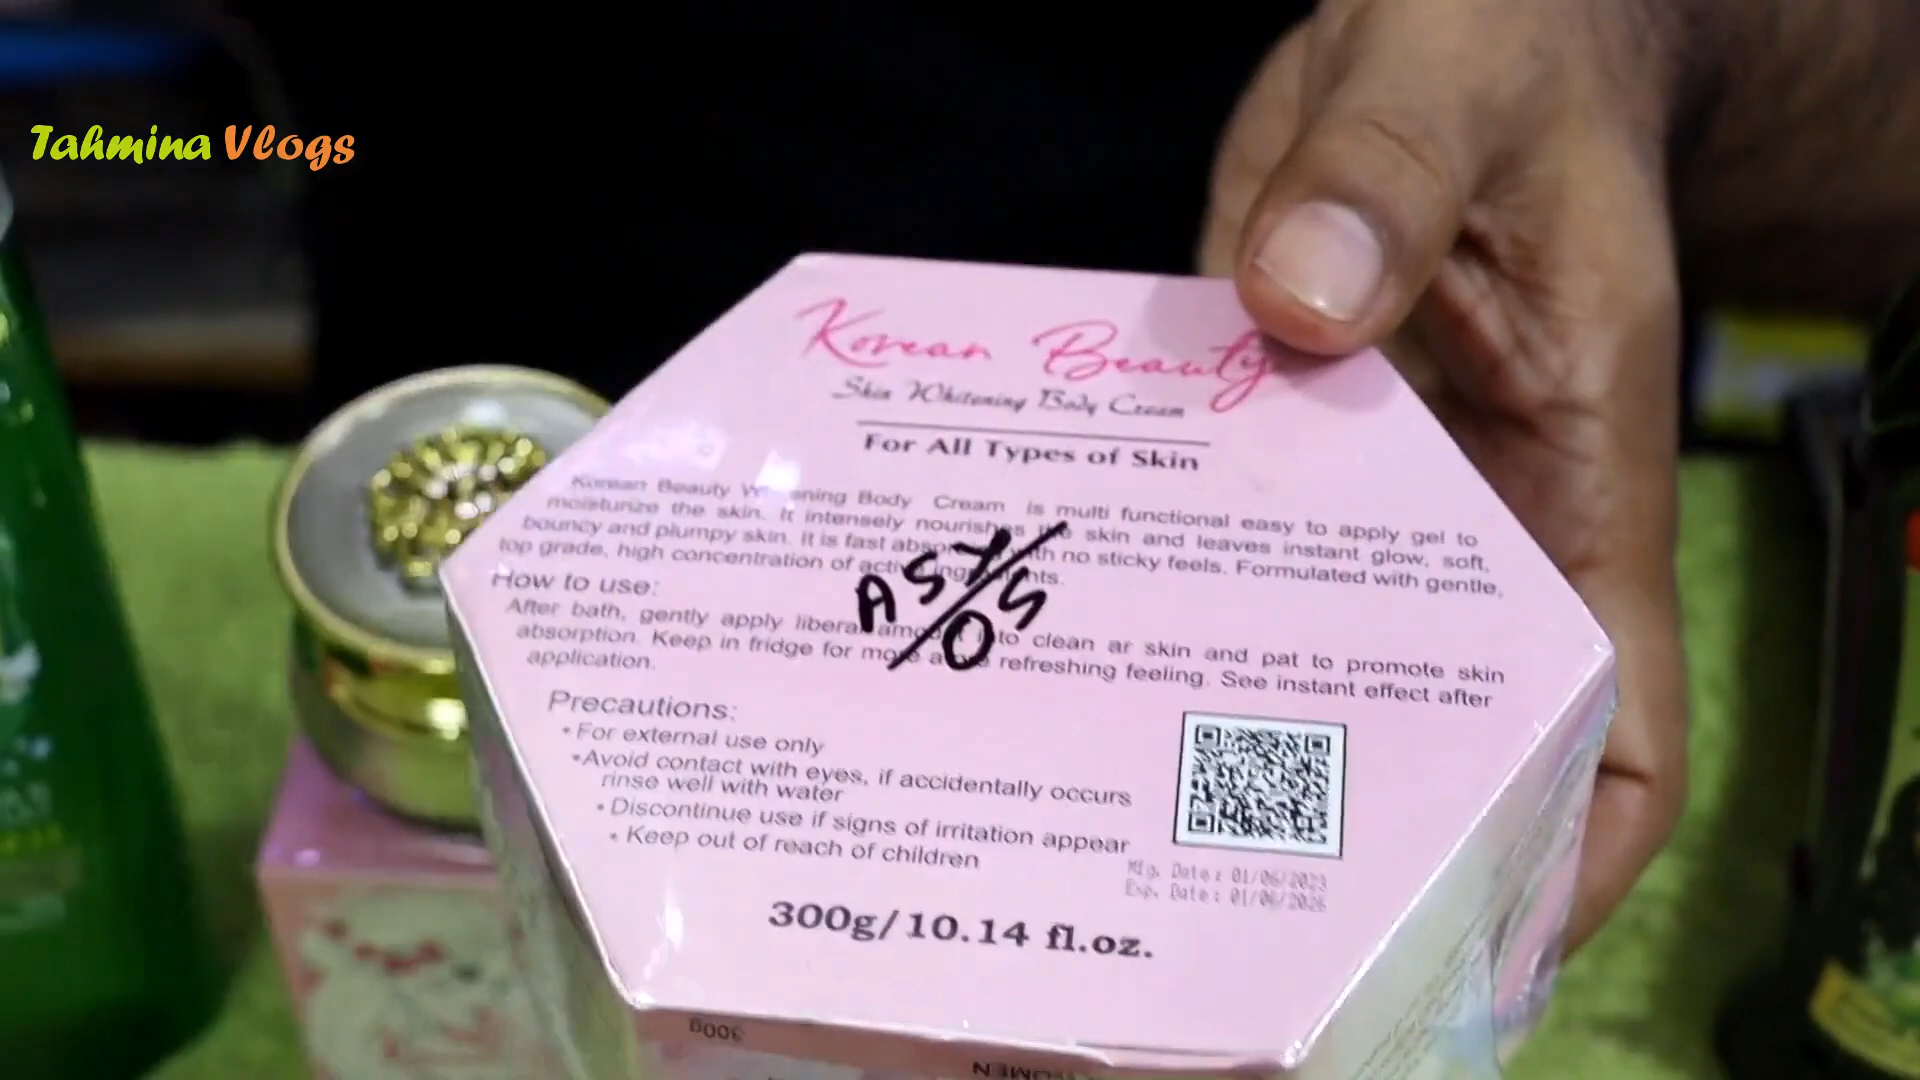 Tahmina Vlogs
Korean Beauty
Skin Whitening Body Cream
For All Types of Skin
Korean Beauty Body Cream is multi functional easy to apply gel to
moisturize the skin. It intensely nourishes the skin and leaves instant glow, soft,
bouncy and plumpy skin. It is fast with no sticky feels. Formulated with gentle,
top grade, high concentration of active
How to use:
After bath, gently apply liberal to clean ar skin and pat to promote skin
absorption. Keep in fridge for more refreshing feeling. See instant effect after
application.
Precautions:
• For external use only
• Avoid contact with eyes, if accidentally occurs
rinse well with water
• Discontinue use if signs of irritation appear
• Keep out of reach of children
Mfg. Date: 01/06/2023
Exp. Date: 01/06/2026
300g/10.14 fl.oz.
300g